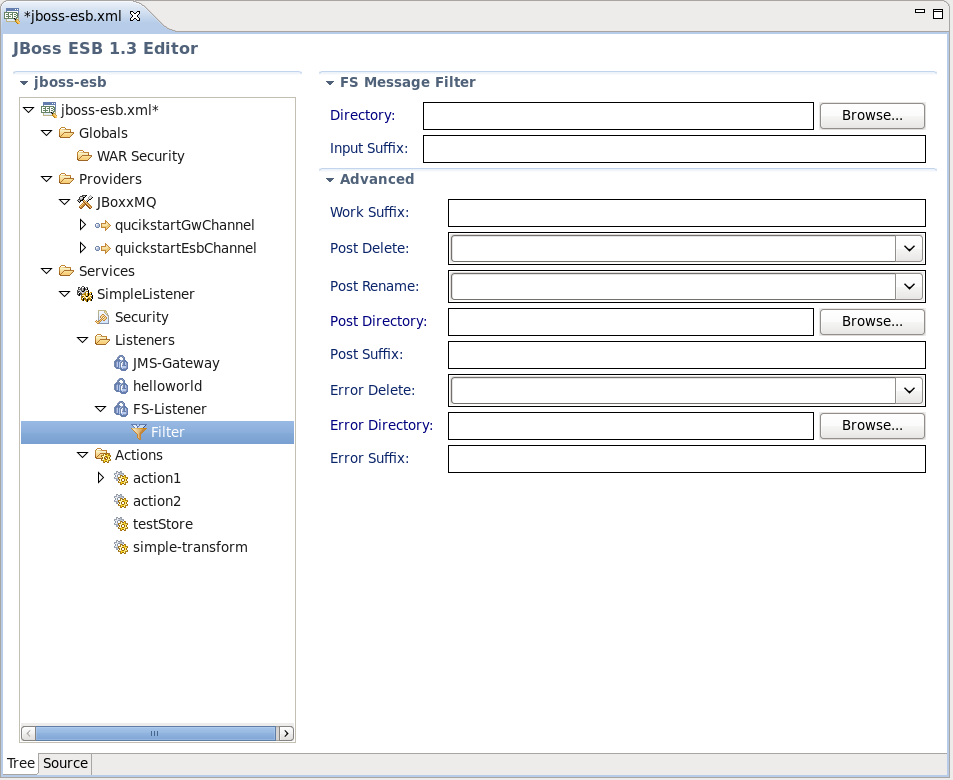 *jboss-esb.xml
JBoss ESB 1.3 Editor
jboss-esb
jboss-esb.xml*
Globals
WAR Security
Providers
JBoxxMQ
qucikstartGwChannel
quickstartEsbChannel
Services
SimpleListener
Security
Listeners
JMS-Gateway
helloworld
FS-Listener
Filter
Actions
action1
action2
testStore
simple-transform
FS Message Filter
Directory: Browse...
Input Suffix:
Advanced
Work Suffix:
Post Delete:
Post Rename:
Post Directory: Browse...
Post Suffix:
Error Delete:
Error Directory: Browse...
Error Suffix:
Tree Source